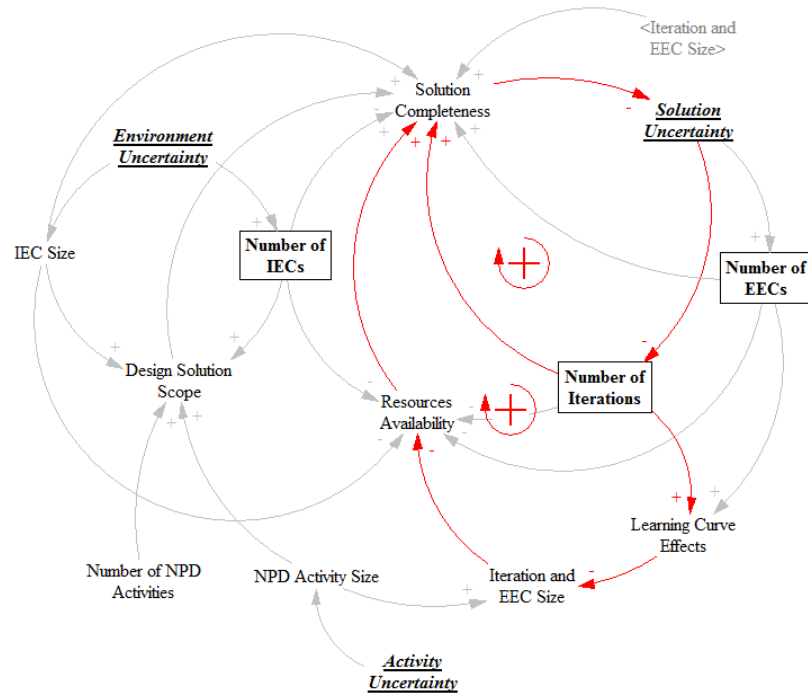 <Iteration and
EEC Size>
Solution
Completeness
Solution
Uncertainty
Environment
Uncertainty
IEC Size
Number of
IECs
Number of
EECs
Design Solution
Scope
Resources
Availability
Number of
Iterations
Learning Curve
Effects
Number of NPD
Activities
NPD Activity Size
Iteration and
EEC Size
Activity
Uncertainty